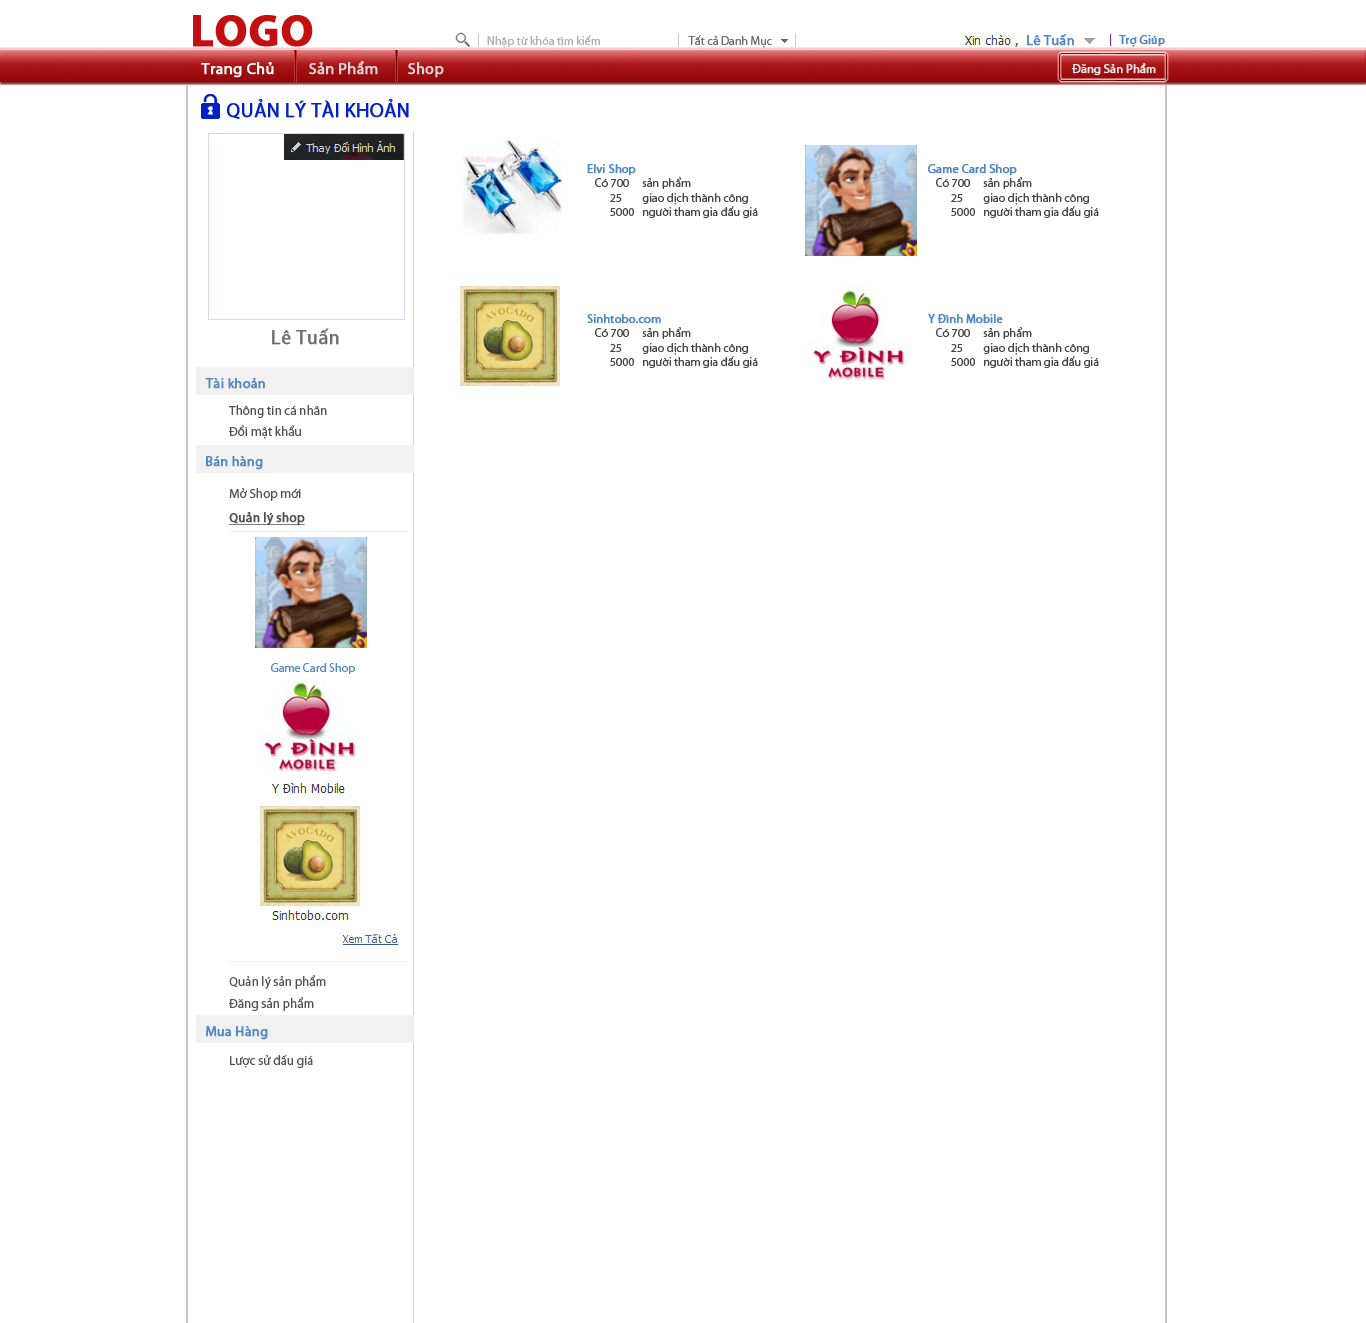 LOGO
Nhập từ khóa tìm kiếm
Tất cả Danh Mục
Xin chào , Lê Tuấn
Trợ Giúp
Trang Chủ
Sản Phẩm
Shop
Đăng Sản Phẩm
QUẢN LÝ TÀI KHOẢN
Thay Đổi Hình Ảnh
Lê Tuấn
Tài khoản
Thông tin cá nhân
Đổi mật khẩu
Bán hàng
Mở Shop mới
Quản lý shop
Game Card Shop
Y ĐÌNH
MOBILE
Y Đình Mobile
AVOCADO
Sinhtobo.com
Xem Tất Cả
Quản lý sản phẩm
Đăng sản phẩm
Mua Hàng
Lược sử đấu giá
Elvi Shop
Có 700 sản phẩm
25 giao dịch thành công
5000 người tham gia đấu giá
Game Card Shop
Có 700 sản phẩm
25 giao dịch thành công
5000 người tham gia đấu giá
AVOCADO
Sinhtobo.com
Có 700 sản phẩm
25 giao dịch thành công
5000 người tham gia đấu giá
Y ĐÌNH
MOBILE
Y Đình Mobile
Có 700 sản phẩm
25 giao dịch thành công
5000 người tham gia đấu giá